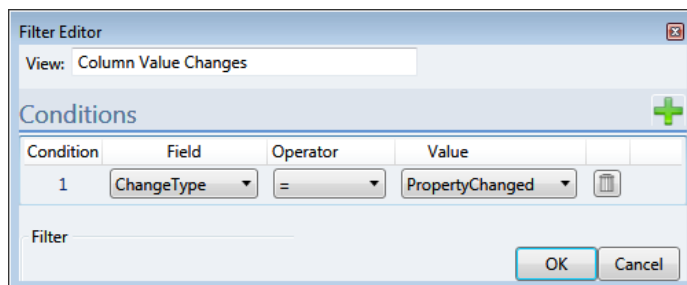 Filter Editor
View: Column Value Changes
Conditions
Condition Field Operator Value
1 ChangeType = PropertyChanged
Filter
OK Cancel